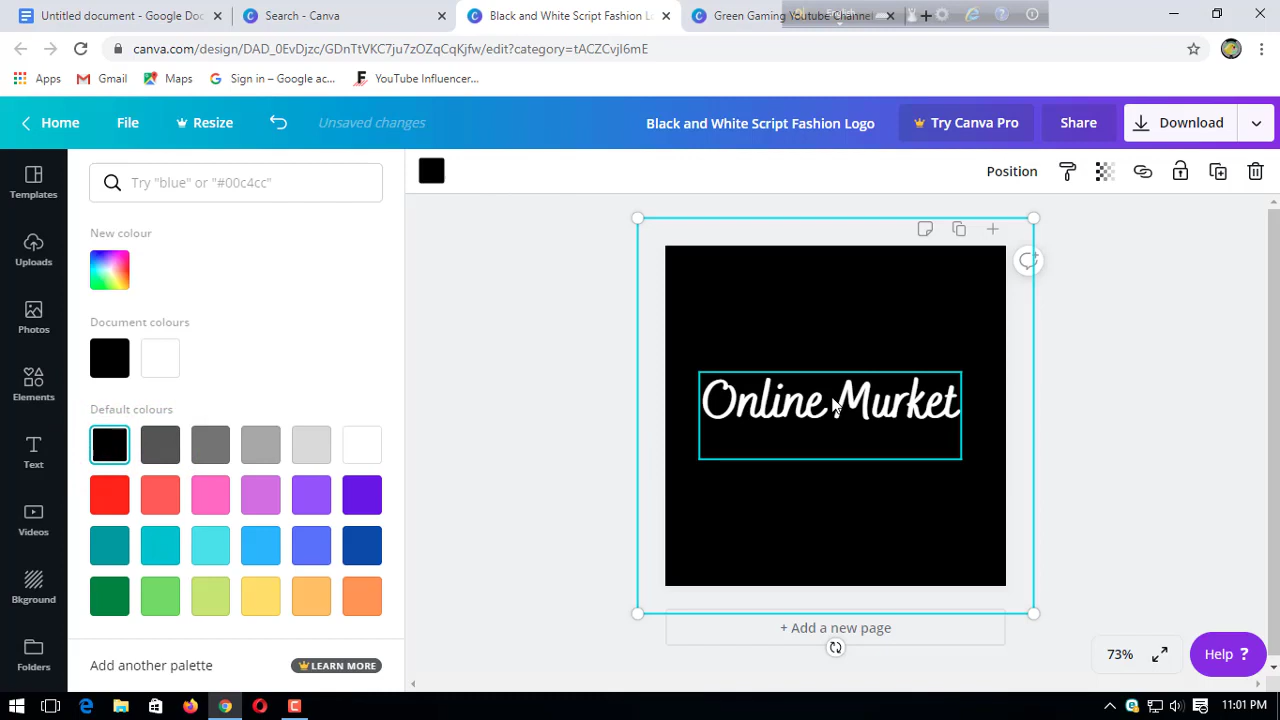 Untitled document - Google Doc
Search - Canva
Black and White Script Fashion L
Green Gaming Youtube Channel
English
canva.com/design/DAD_0EvDjzc/GDnTtVKC7ju7zOZqCqKjfw/edit?category=tACZCvjI6mE
Apps
Gmail
Maps
Sign in – Google ac...
YouTube Influencer...
Home
File
Resize
Unsaved changes
Black and White Script Fashion Logo
Try Canva Pro
Share
Download
Templates
Try "blue" or "#00c4cc"
Position
Uploads
New colour
Photos
Document colours
Elements
Default colours
Online Murket
Text
Videos
Bkground
Folders
+ Add a new page
Add another palette
LEARN MORE
73%
Help ?
11:01 PM